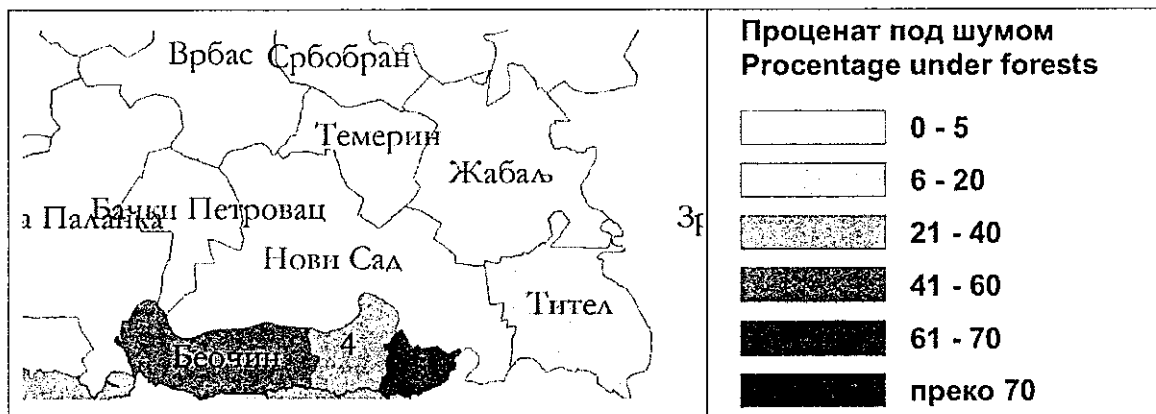 Врбас Србобран
Темерин
Жабаљ
а Паланка
Бачки Петровац
Зр
Нови Сад
Тител
Беочин
4
Проценат под шумом
Procentage under forests
0 - 5
6 - 20
21 - 40
41 - 60
61 - 70
преко 70